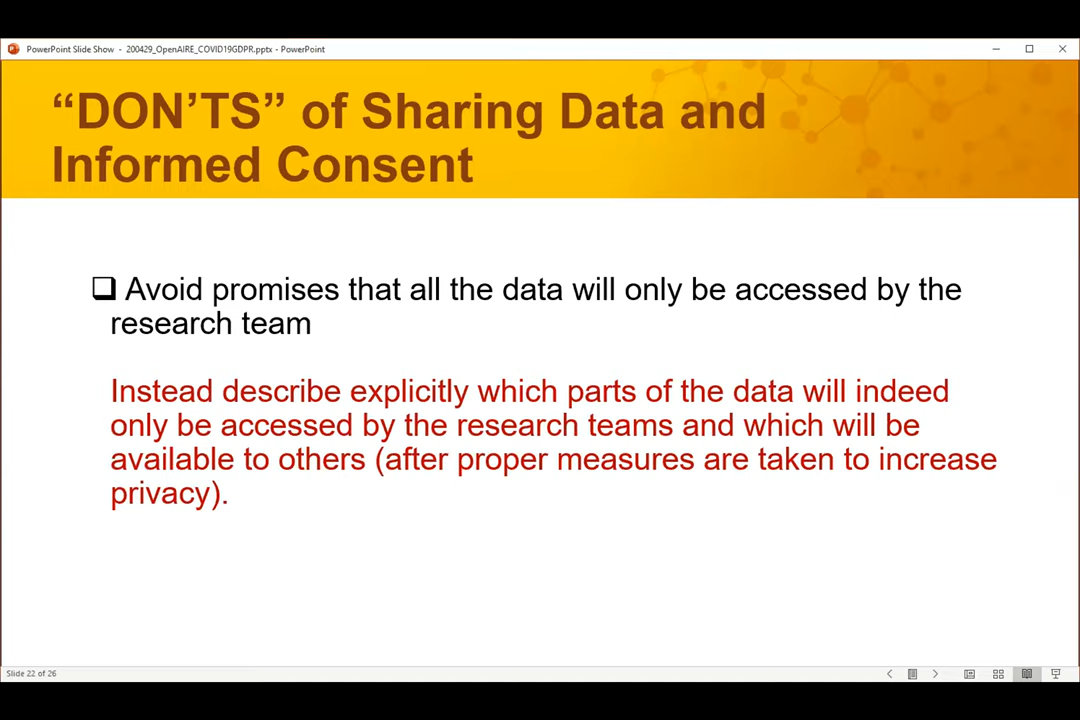 PowerPoint Slide Show - 200429_OpenAIRE_COVID19GDPR.pptx - PowerPoint
“DON’TS” of Sharing Data and
Informed Consent
Avoid promises that all the data will only be accessed by the
research team
Instead describe explicitly which parts of the data will indeed
only be accessed by the research teams and which will be
available to others (after proper measures are taken to increase
privacy).
Slide 22 of 26